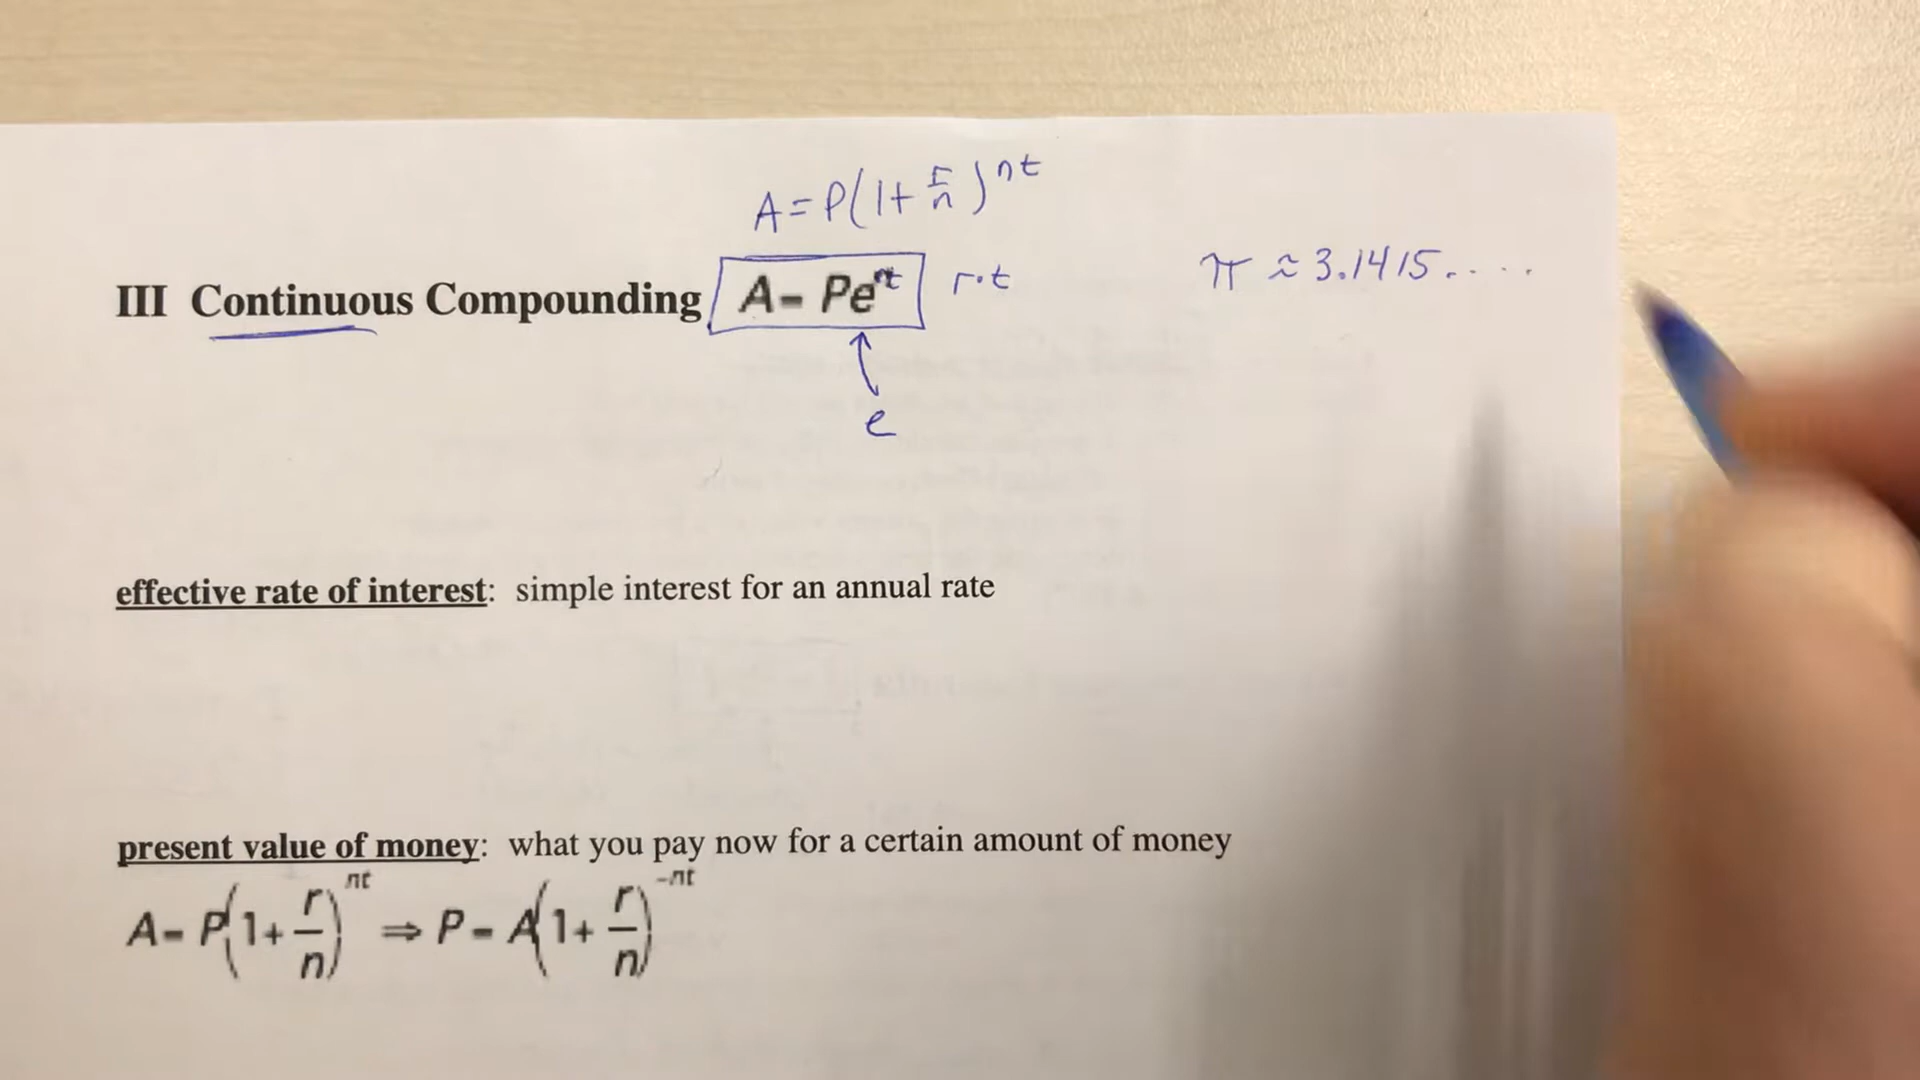 A = P(1 + r/n)^nt
III Continuous Compounding A = Pe^rt r·t
π ≈ 3.1415.....
e
effective rate of interest: simple interest for an annual rate
present value of money: what you pay now for a certain amount of money
A = P(1 + r/n)^nt ⇒ P = A(1 + r/n)^-nt